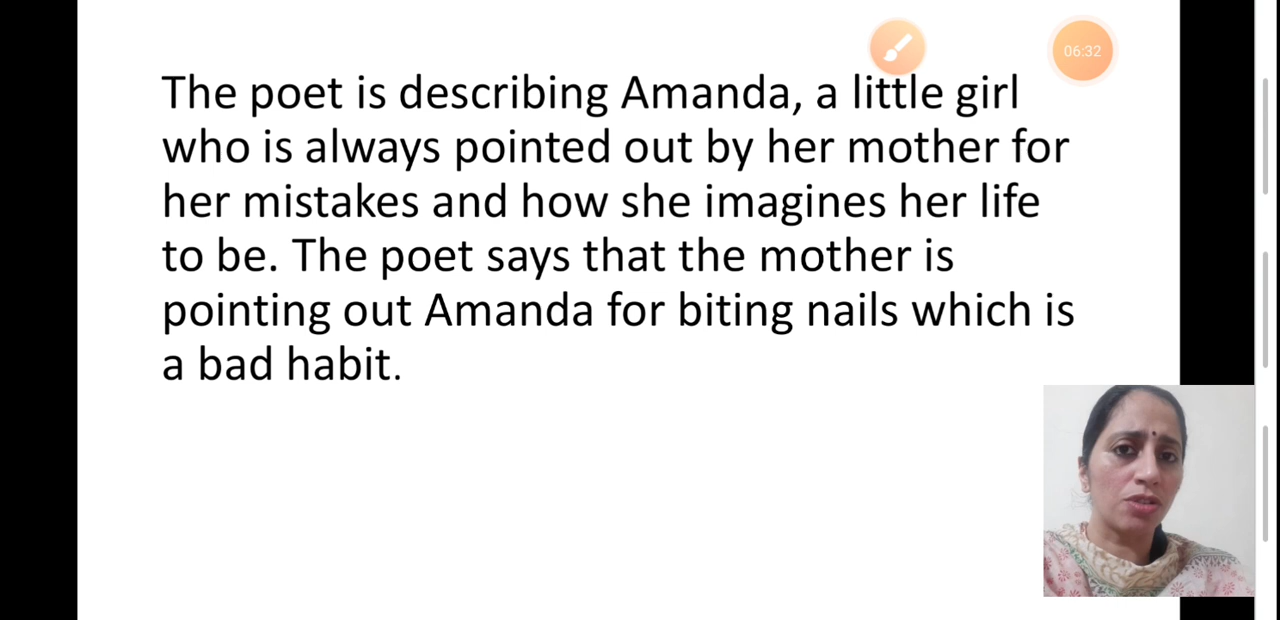 06:32
The poet is describing Amanda, a little girl
who is always pointed out by her mother for
her mistakes and how she imagines her life
to be. The poet says that the mother is
pointing out Amanda for biting nails which is
a bad habit.